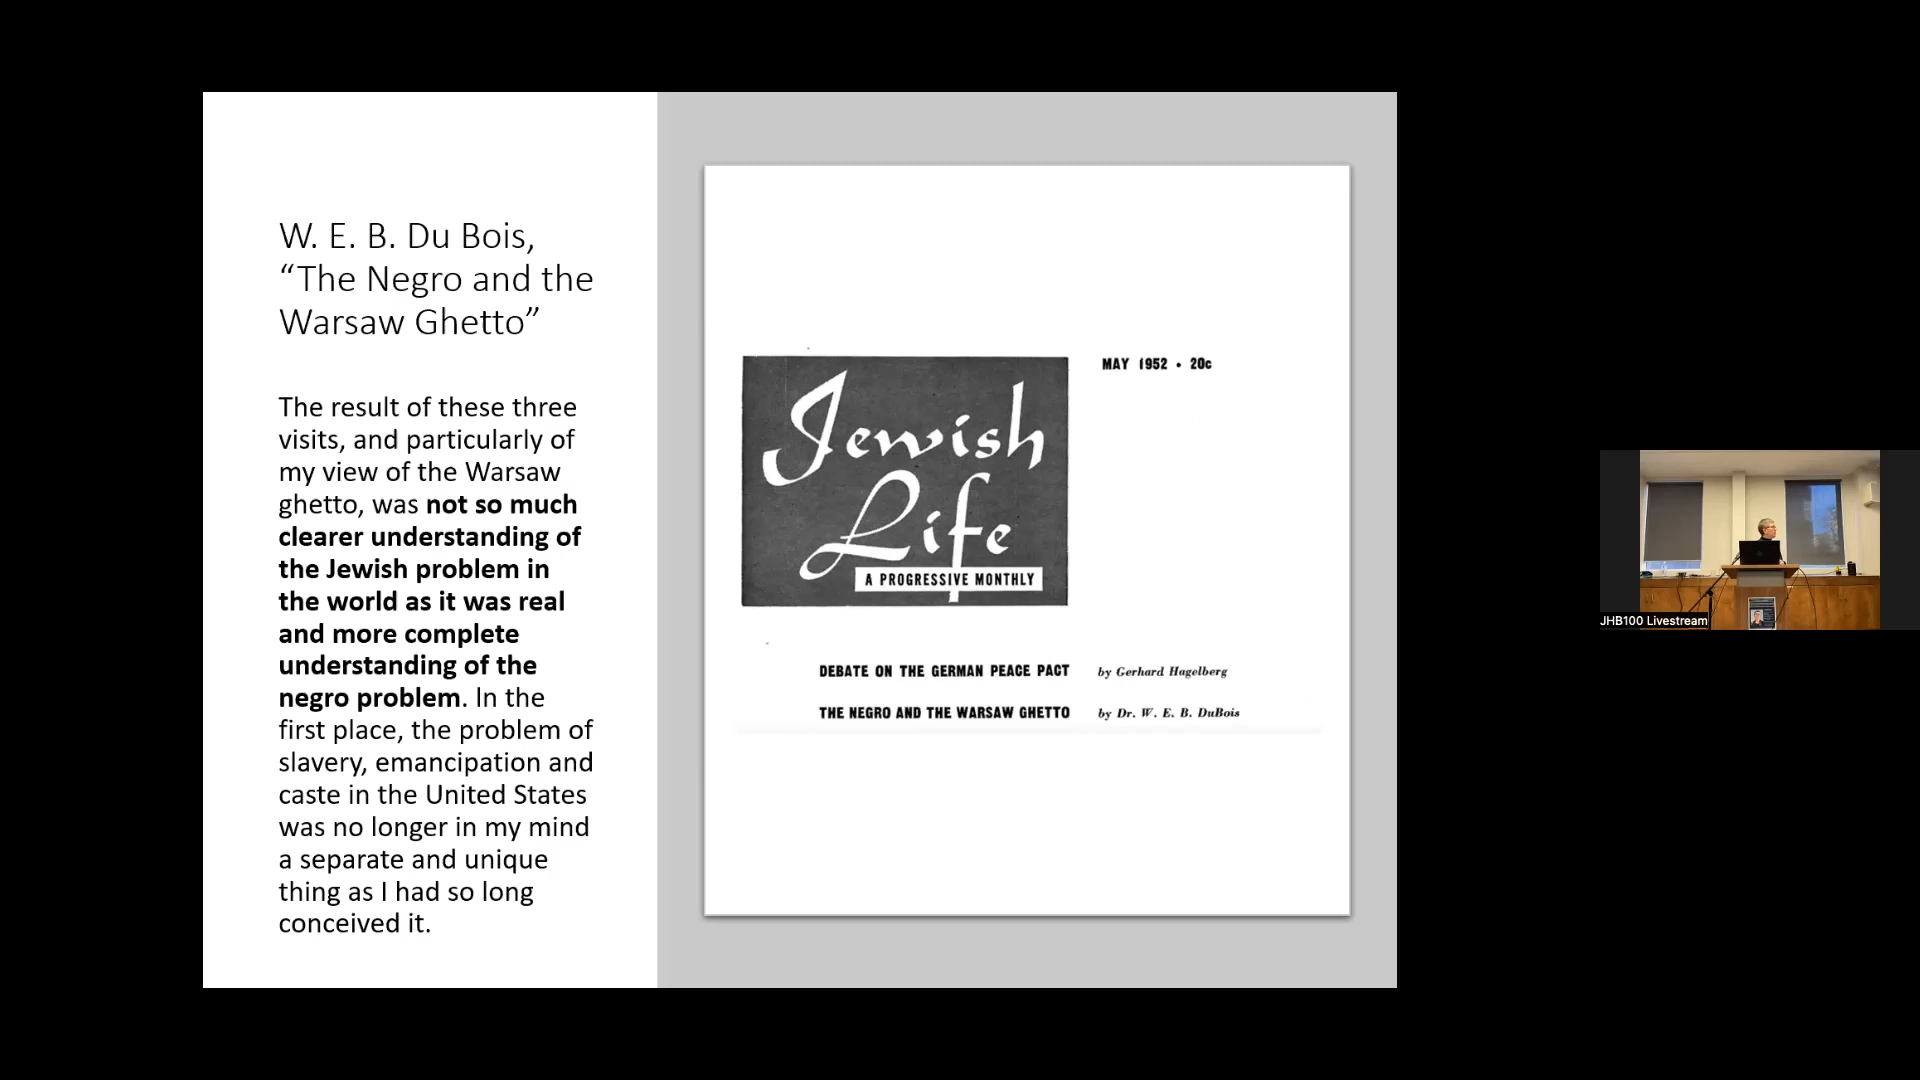 W. E. B. Du Bois,
“The Negro and the
Warsaw Ghetto”
The result of these three
visits, and particularly of
my view of the Warsaw
ghetto, was not so much
clearer understanding of
the Jewish problem in
the world as it was real
and more complete
understanding of the
negro problem. In the
first place, the problem of
slavery, emancipation and
caste in the United States
was no longer in my mind
a separate and unique
thing as I had so long
conceived it.
MAY 1952 • 20c
Jewish
Life
A PROGRESSIVE MONTHLY
DEBATE ON THE GERMAN PEACE PACT by Gerhard Hagelberg
THE NEGRO AND THE WARSAW GHETTO by Dr. W. E. B. DuBois
JHB100 Livestream